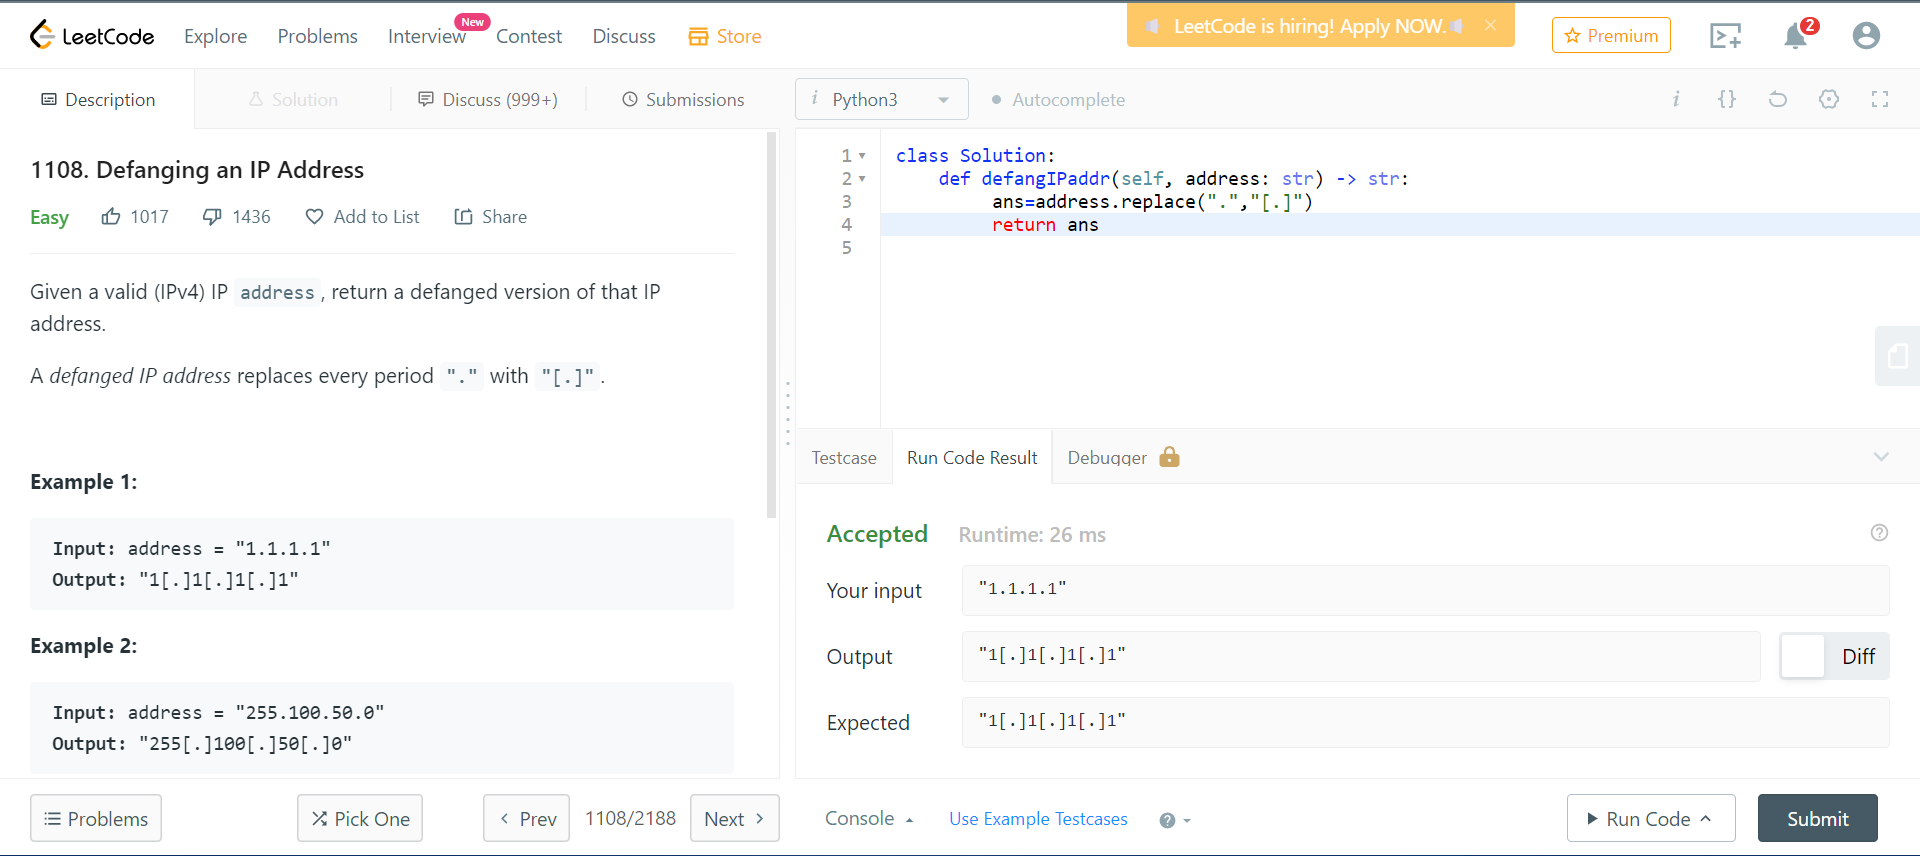 LeetCode
Explore
Problems
Interview
New
Contest
Discuss
Store
LeetCode is hiring! Apply NOW.
Premium
2
Description
Solution
Discuss (999+)
Submissions
i Python3
Autocomplete
1108. Defanging an IP Address
Easy
1017
1436
Add to List
Share
Given a valid (IPv4) IP address, return a defanged version of that IP
address.
A defanged IP address replaces every period "." with "[.]".
Example 1:
Input: address = "1.1.1.1"
Output: "1[.]1[.]1[.]1"
Example 2:
Input: address = "255.100.50.0"
Output: "255[.]100[.]50[.]0"
Problems
Pick One
Prev
1108/2188
Next
i {}
1 class Solution:
2 def defangIPaddr(self, address: str) -> str:
3 ans=address.replace(".","[.]")
4 return ans
5
Testcase
Run Code Result
Debugger
Accepted
Runtime: 26 ms
Your input
"1.1.1.1"
Output
"1[.]1[.]1[.]1"
Diff
Expected
"1[.]1[.]1[.]1"
Console
Use Example Testcases
Run Code
Submit